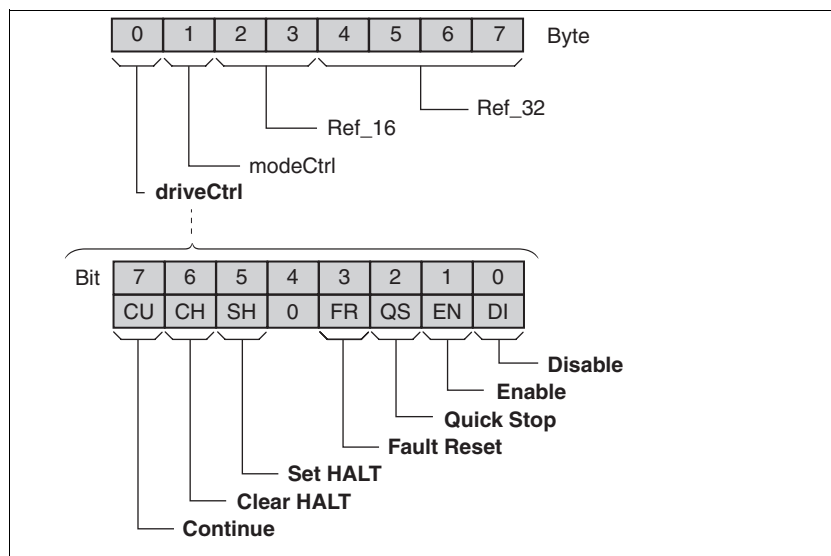 0 1 2 3 4 5 6 7 Byte
Ref_32
Ref_16
modeCtrl
driveCtrl
Bit 7 6 5 4 3 2 1 0
CU CH SH 0 FR QS EN DI
Disable
Enable
Quick Stop
Fault Reset
Set HALT
Clear HALT
Continue